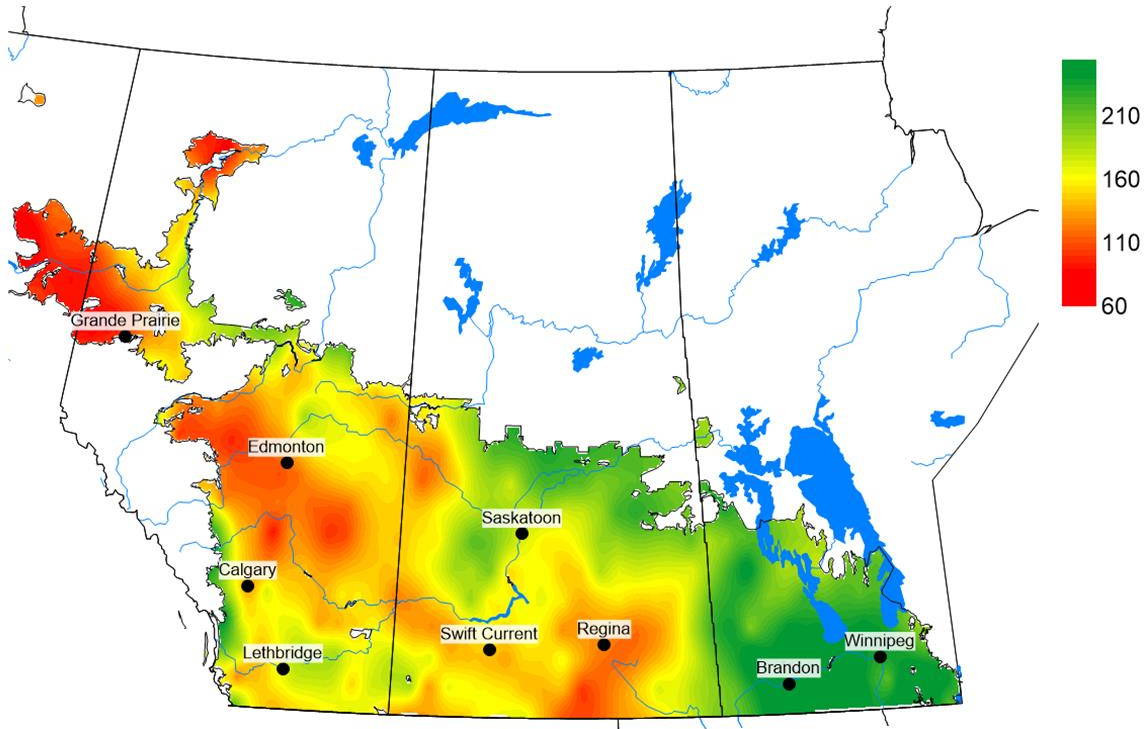 210
160
110
60
Grande Prairie
Edmonton
Saskatoon
Calgary
Swift Current
Regina
Lethbridge
Winnipeg
Brandon